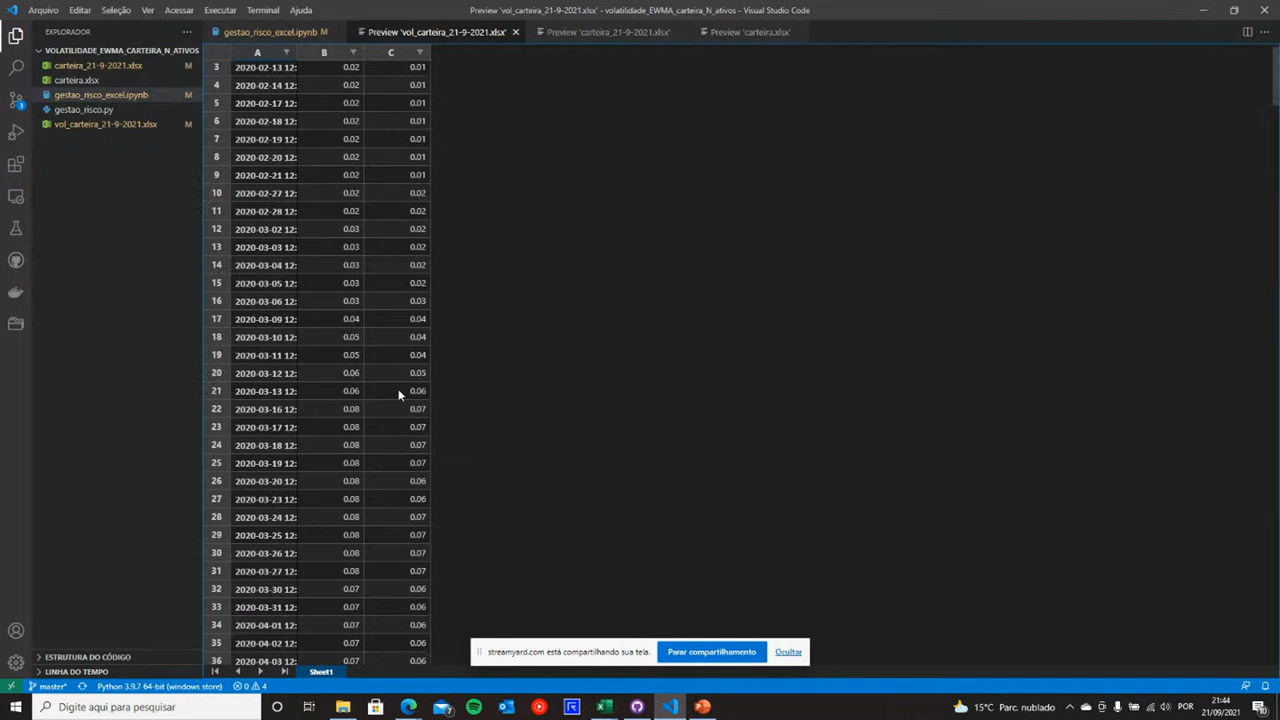 Arquivo Editar Seleção Ver Acessar Executar Terminal Ajuda Preview 'vol_carteira_21-9-2021.xlsx' - volatilidade_EWMA_carteira_N_ativos - Visual Studio Code
EXPLORADOR ··· gestao_risco_excel.ipynb M Preview 'vol_carteira_21-9-2021.xlsx' Preview 'carteira_21-9-2021.xlsx' Preview 'carteira.xlsx'
VOLATILIDADE_EWMA_CARTEIRA_N_ATIVOS
carteira_21-9-2021.xlsx M
carteira.xlsx
gestao_risco_excel.ipynb M
gestao_risco.py
vol_carteira_21-9-2021.xlsx M
3
A B C
3 2020-02-13 12: 0.02 0.01
4 2020-02-14 12: 0.02 0.01
5 2020-02-17 12: 0.02 0.01
6 2020-02-18 12: 0.02 0.01
7 2020-02-19 12: 0.02 0.01
8 2020-02-20 12: 0.02 0.01
9 2020-02-21 12: 0.02 0.01
10 2020-02-27 12: 0.02 0.02
11 2020-02-28 12: 0.02 0.02
12 2020-03-02 12: 0.03 0.02
13 2020-03-03 12: 0.03 0.02
14 2020-03-04 12: 0.03 0.02
15 2020-03-05 12: 0.03 0.02
16 2020-03-06 12: 0.03 0.03
17 2020-03-09 12: 0.04 0.04
18 2020-03-10 12: 0.05 0.04
19 2020-03-11 12: 0.05 0.04
20 2020-03-12 12: 0.06 0.05
21 2020-03-13 12: 0.06 0.06
22 2020-03-16 12: 0.08 0.07
23 2020-03-17 12: 0.08 0.07
24 2020-03-18 12: 0.08 0.07
25 2020-03-19 12: 0.08 0.07
26 2020-03-20 12: 0.08 0.06
27 2020-03-23 12: 0.08 0.06
28 2020-03-24 12: 0.08 0.07
29 2020-03-25 12: 0.08 0.07
30 2020-03-26 12: 0.08 0.07
31 2020-03-27 12: 0.08 0.07
32 2020-03-30 12: 0.07 0.06
33 2020-03-31 12: 0.07 0.06
34 2020-04-01 12: 0.07 0.06
35 2020-04-02 12: 0.07 0.06
36 2020-04-03 12: 0.07 0.06
streamyard.com está compartilhando sua tela. Parar compartilhamento Ocultar
ESTRUTURA DO CÓDIGO
LINHA DO TEMPO
Sheet1
master* Python 3.9.7 64-bit (windows store) 0 4
Digite aqui para pesquisar
15°C Parc. nublado POR 21:44
21/09/2021